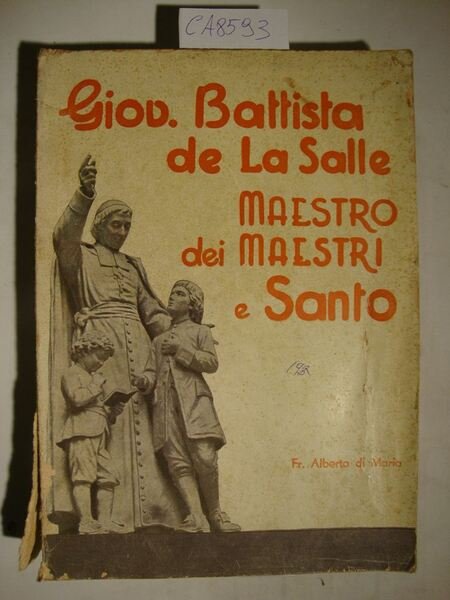 CA8593
Giov. Battista
de La Salle
MAESTRO
dei MAESTRI
e Santo
Fr. Alberto di Maria